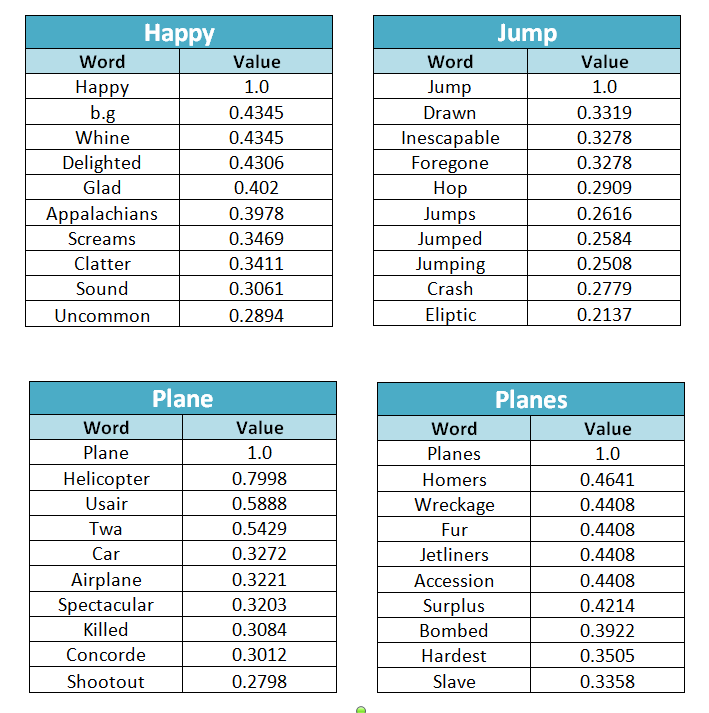 Happy
Word Value
Happy 1.0
b.g 0.4345
Whine 0.4345
Delighted 0.4306
Glad 0.402
Appalachians 0.3978
Screams 0.3469
Clatter 0.3411
Sound 0.3061
Uncommon 0.2894
Jump
Word Value
Jump 1.0
Drawn 0.3319
Inescapable 0.3278
Foregone 0.3278
Hop 0.2909
Jumps 0.2616
Jumped 0.2584
Jumping 0.2508
Crash 0.2779
Eliptic 0.2137
Plane
Word Value
Plane 1.0
Helicopter 0.7998
Usair 0.5888
Twa 0.5429
Car 0.3272
Airplane 0.3221
Spectacular 0.3203
Killed 0.3084
Concorde 0.3012
Shootout 0.2798
Planes
Word Value
Planes 1.0
Homers 0.4641
Wreckage 0.4408
Fur 0.4408
Jetliners 0.4408
Accession 0.4408
Surplus 0.4214
Bombed 0.3922
Hardest 0.3505
Slave 0.3358